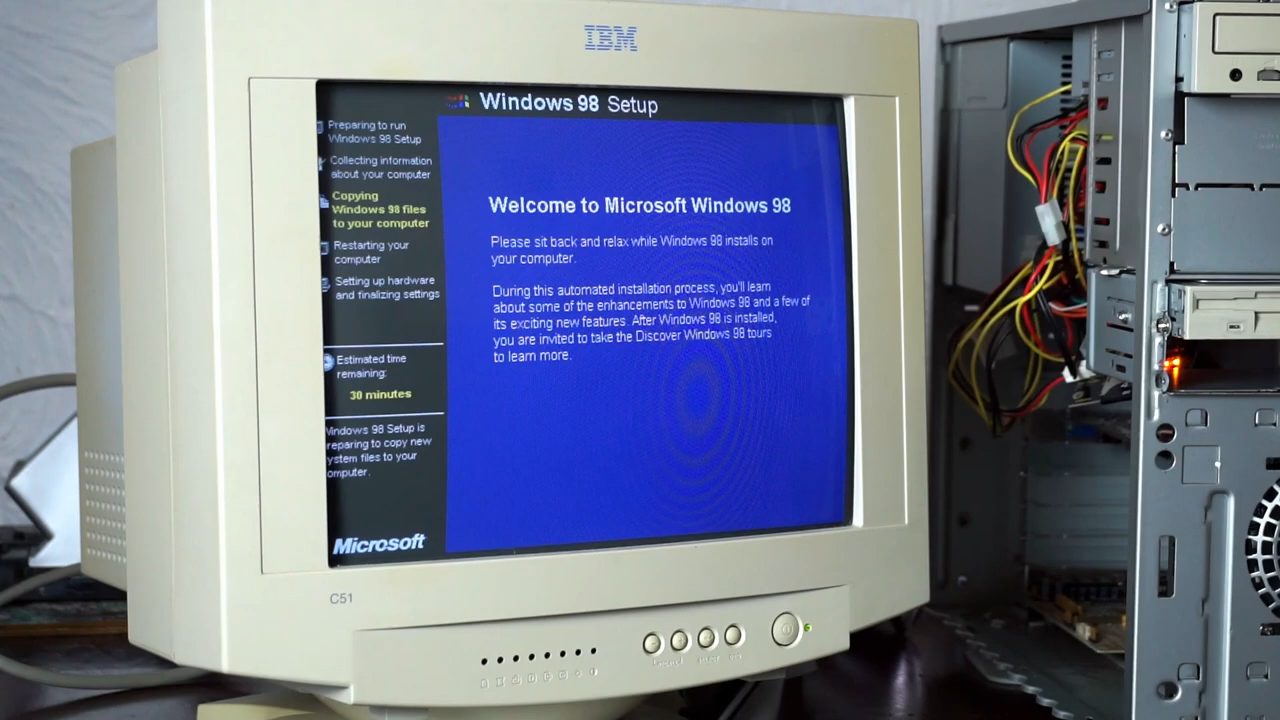 IBM
Windows 98 Setup
Preparing to run
Windows 98 Setup
Collecting information
about your computer
Copying
Windows 98 files
to your computer
Restarting your
computer
Setting up hardware
and finalizing settings
Estimated time
remaining:
30 minutes
Windows 98 Setup is
reparing to copy new
ystem files to your
omputer.
Microsoft
Welcome to Microsoft Windows 98
Please sit back and relax while Windows 98 installs on
your computer.
During this automated installation process, you'll learn
about some of the enhancements to Windows 98 and a few of
its exciting new features. After Windows 98 is installed,
you are invited to take the Discover Windows 98 tours
to learn more.
C51